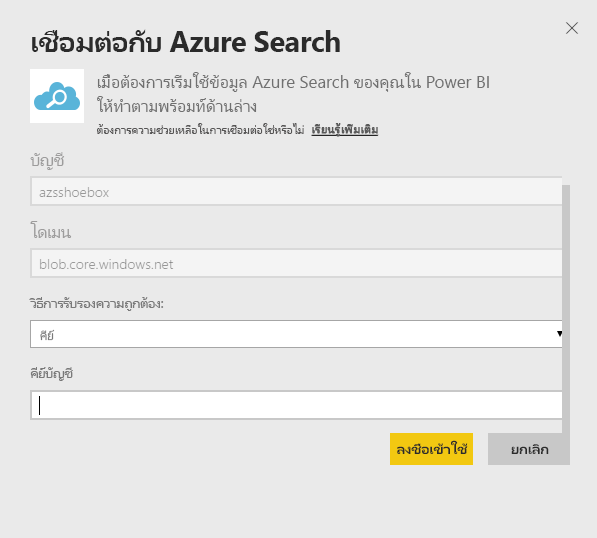 เชื่อมต่อกับ Azure Search
เมื่อต้องการเริ่มใช้ข้อมูล Azure Search ของคุณใน Power BI
ให้ทำตามพร้อมท์ด้านล่าง
ต้องการความช่วยเหลือในการเชื่อมต่อใช่หรือไม่ เรียนรู้เพิ่มเติม
บัญชี
azsshoebox
โดเมน
blob.core.windows.net
วิธีการรับรองความถูกต้อง:
คีย์
คีย์บัญชี
ลงชื่อเข้าใช้ ยกเลิก